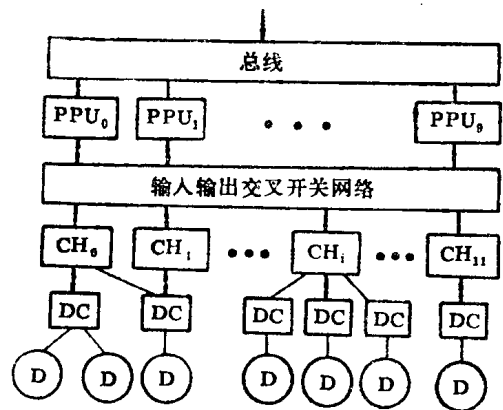 总线
PPU₀ PPU₁ • • • PPU₉
输入输出交叉开关网络
CH₀ CH₁ ••• CHᵢ ••• CH₁₁
DC DC DC DC DC DC
D D D D D D D